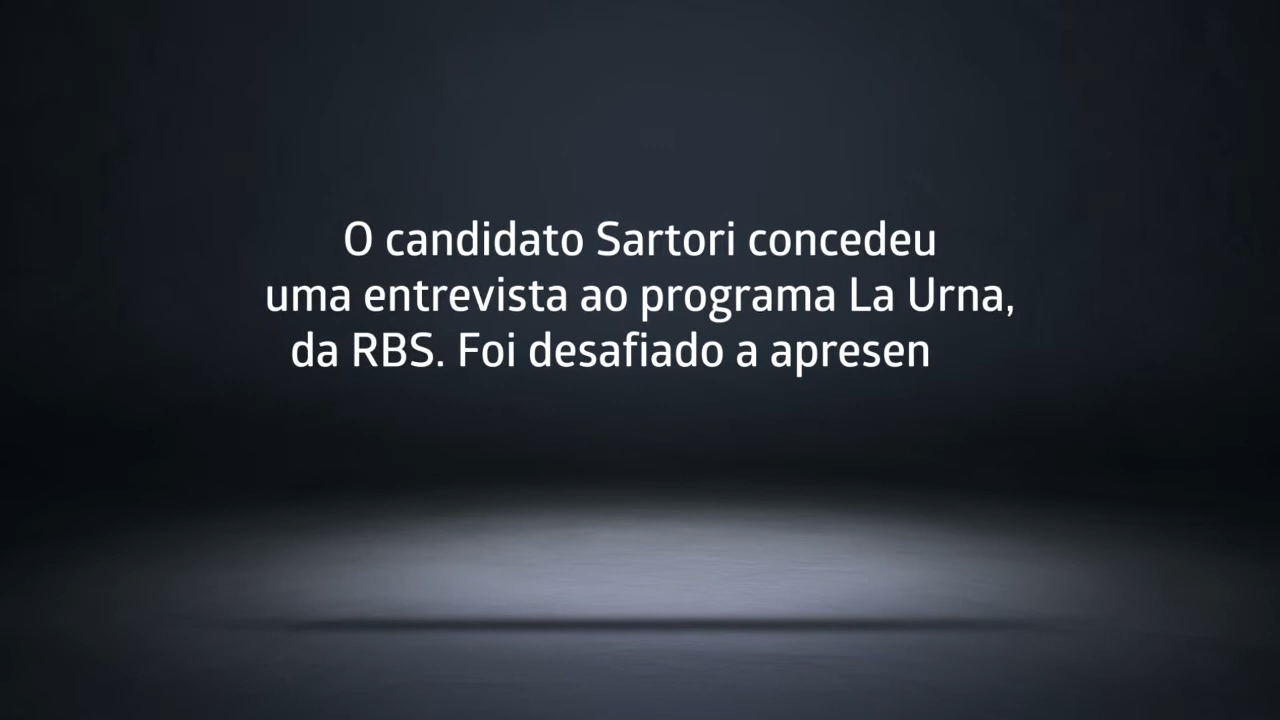 O candidato Sartori concedeu
uma entrevista ao programa La Urna,
da RBS. Foi desafiado a apresen